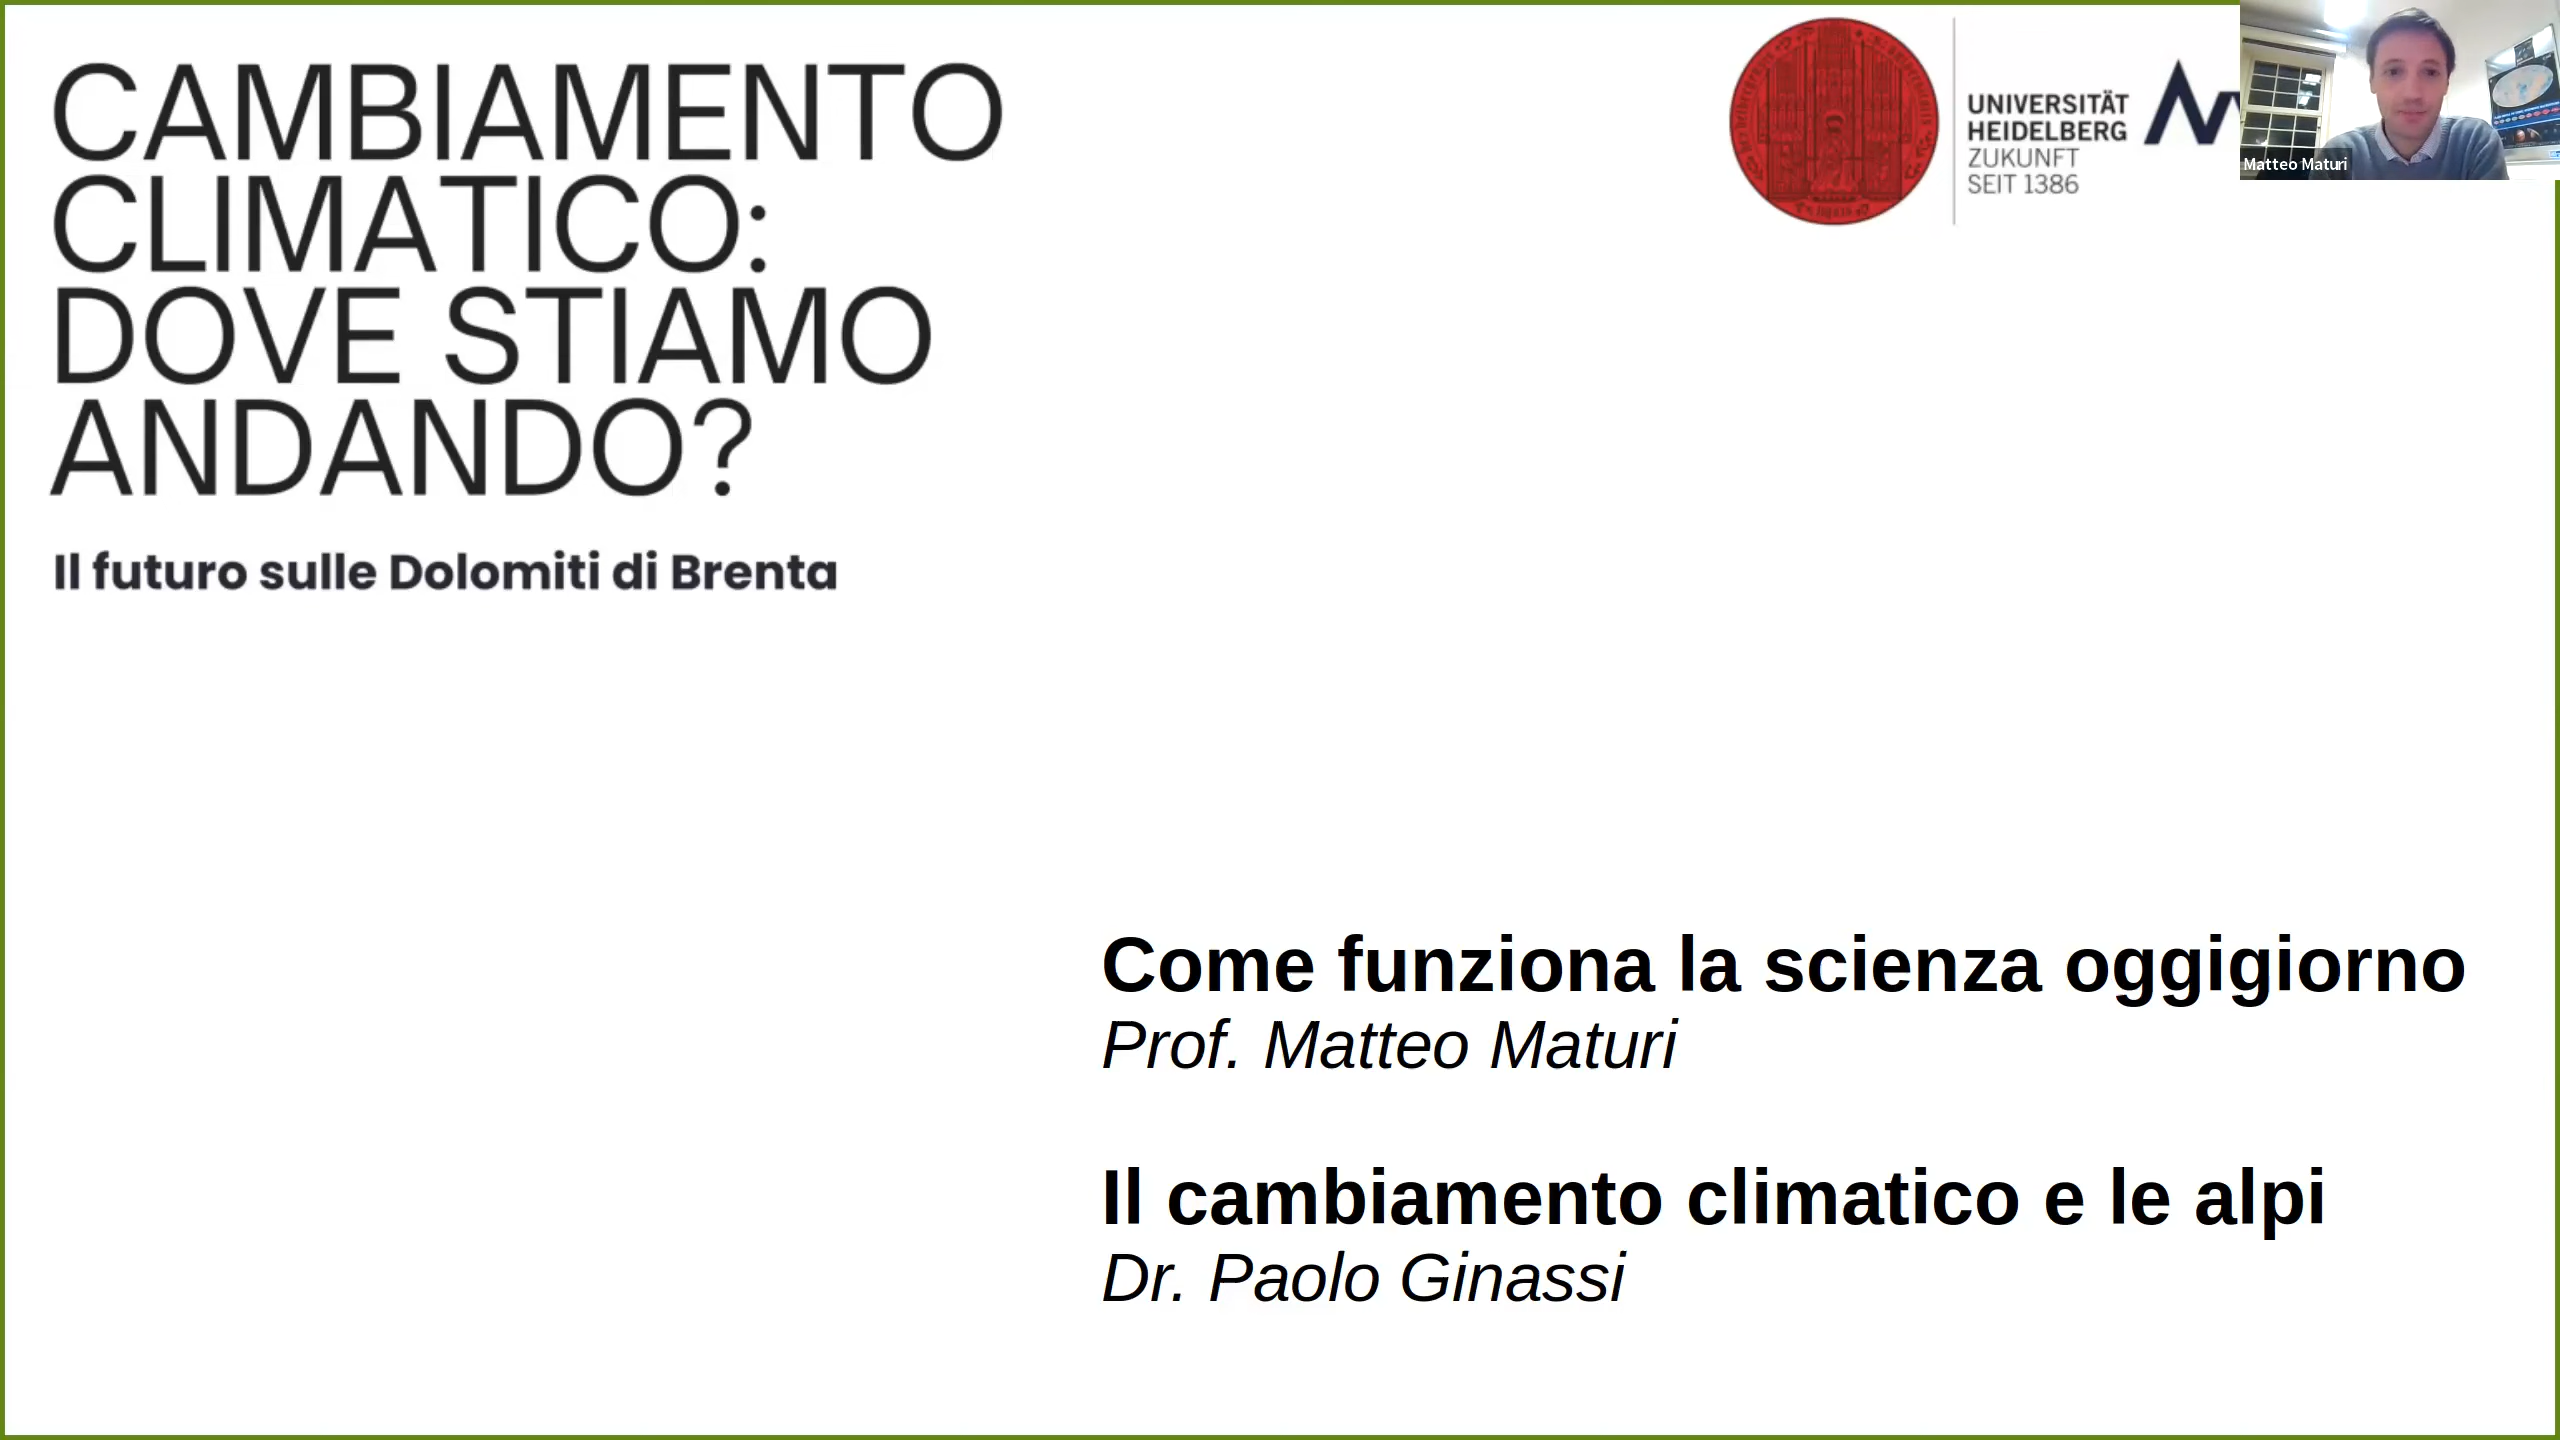 CAMBIAMENTO
CLIMATICO:
DOVE STIAMO
ANDANDO?
Il futuro sulle Dolomiti di Brenta
UNIVERSITÄT
HEIDELBERG
ZUKUNFT
SEIT 1386
Matteo Maturi
Come funziona la scienza oggigiorno
Prof. Matteo Maturi
Il cambiamento climatico e le alpi
Dr. Paolo Ginassi